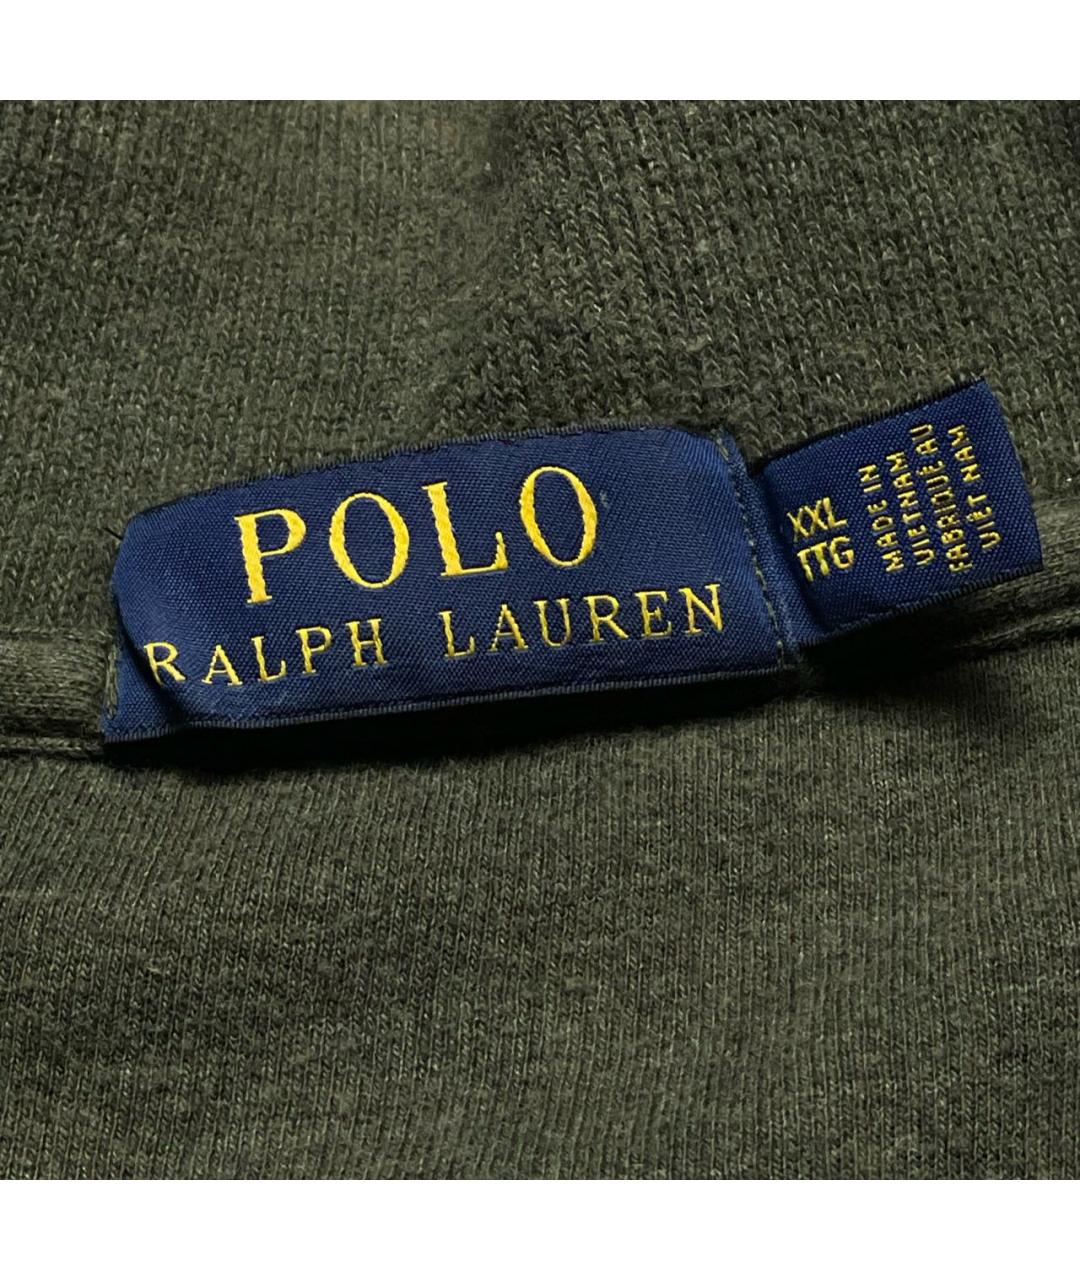 POLO
RALPH LAUREN
XXL
TTG
MADE IN
VIETNAM
FABRIQUÉ AU
VIÊT NAM